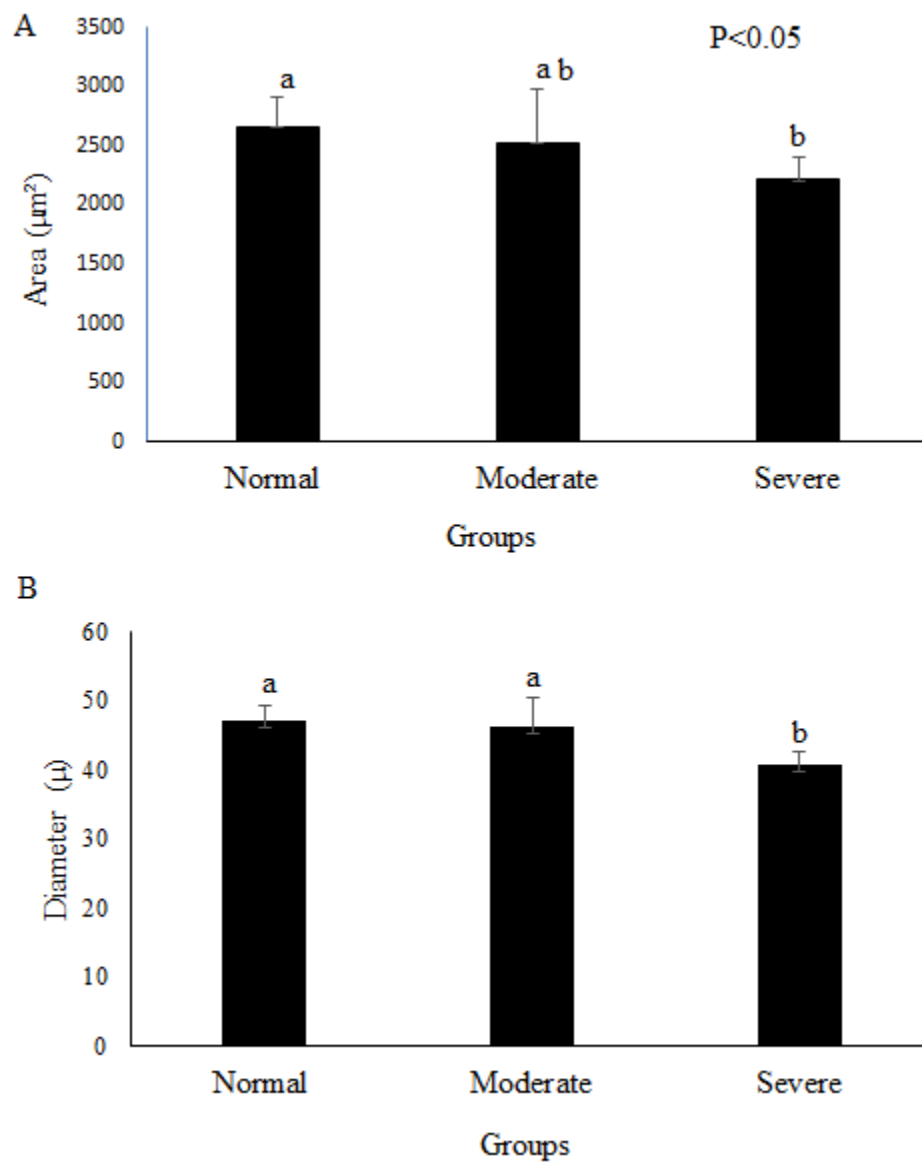 A
P<0.05
3500
3000
2500
2000
1500
1000
500
0
Area (μm²)
a
a b
b
Normal Moderate Severe
Groups
B
60
50
40
30
20
10
0
Diameter (μ)
a
a
b
Normal Moderate Severe
Groups